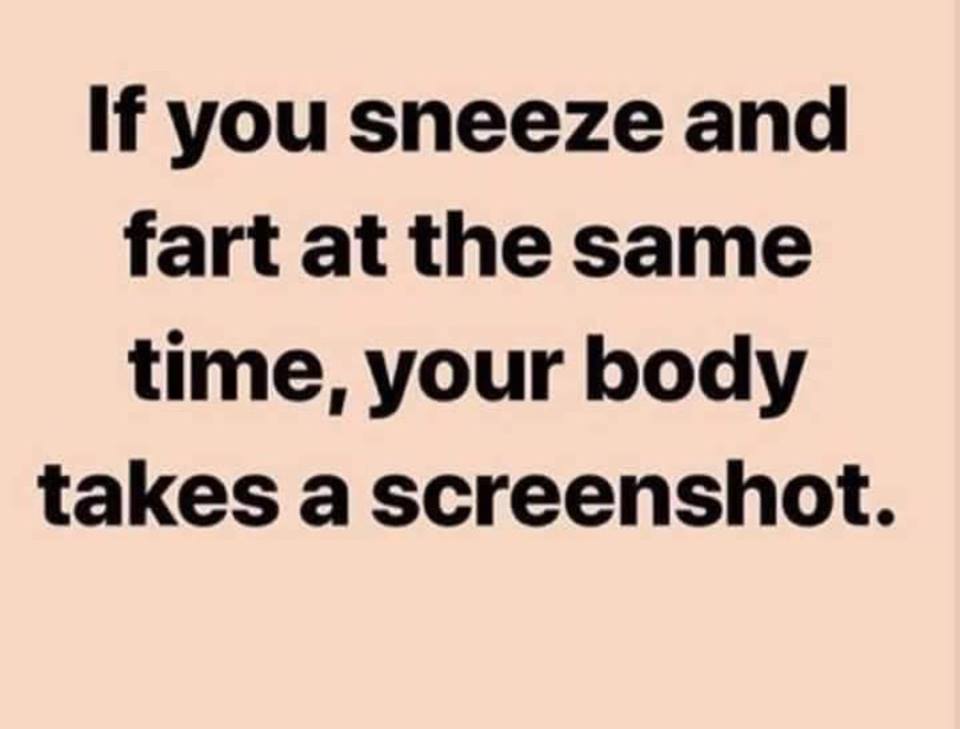 If you sneeze and
fart at the same
time, your body
takes a screenshot.